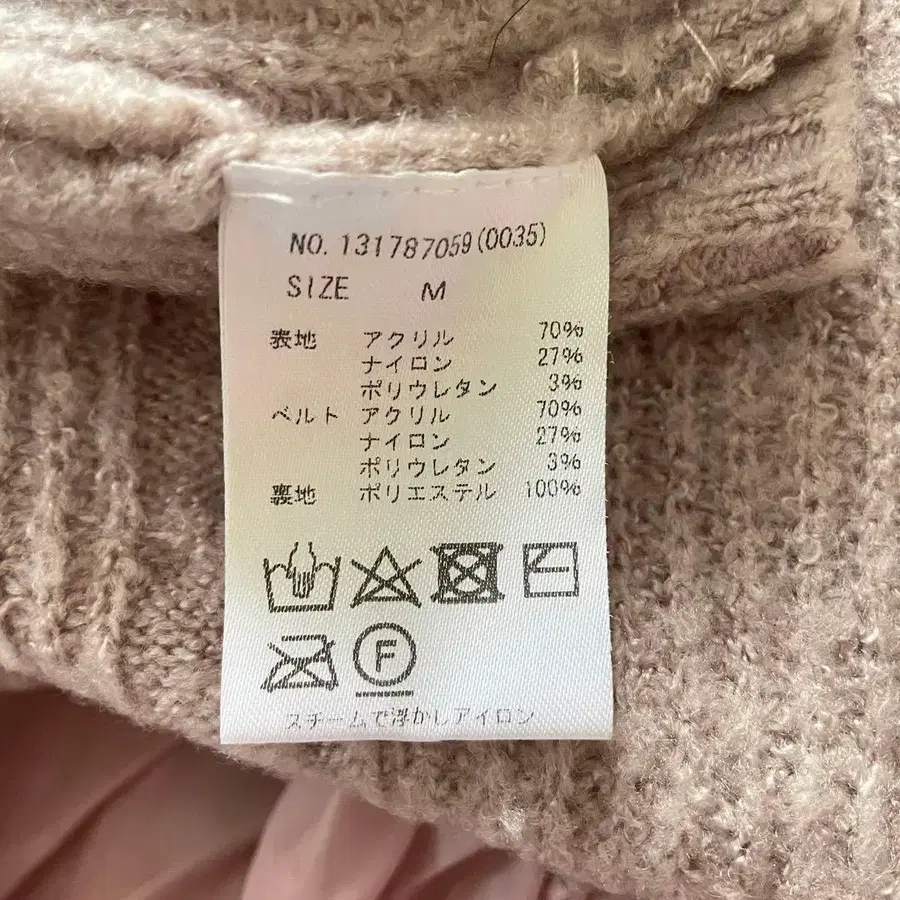 NO. 131787059(0035)
SIZE M
表地 アクリル 70%
ナイロン 27%
ポリウレタン 3%
ベルト アクリル 70%
ナイロン 27%
ポリウレタン 3%
裏地 ポリエステル 100%
F
スチームで浮かしアイロン